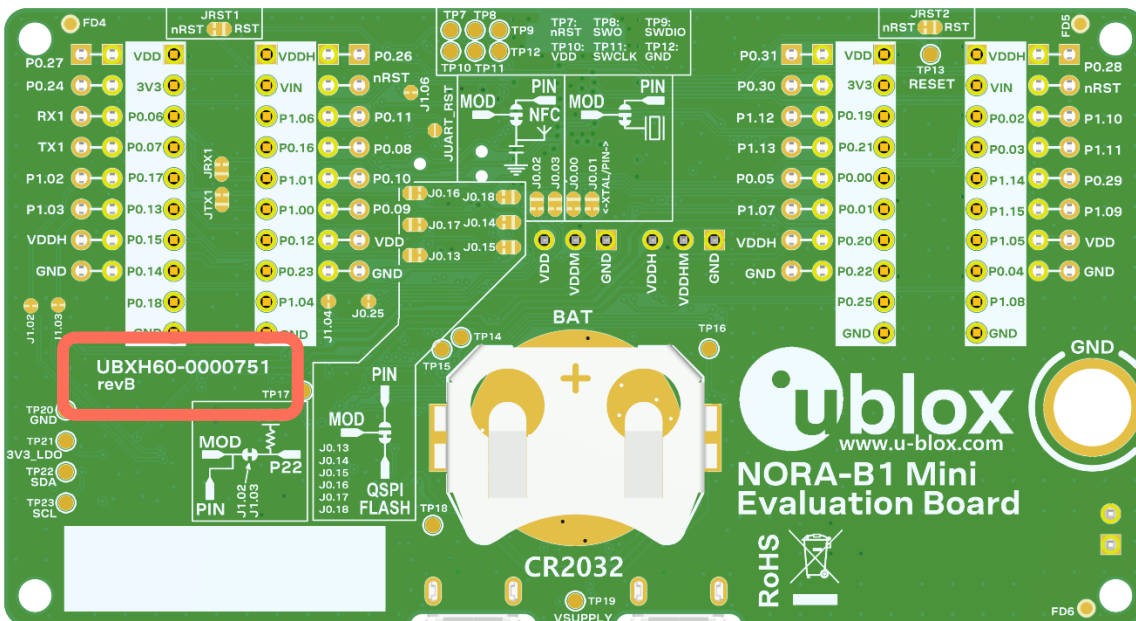 FD4
JRST1
nRST RST
TP7 TP8
TP9
TP12
TP10 TP11
TP7: TP8: TP9:
nRST SWO SWDIO
TP10: TP11: TP12:
VDD SWCLK GND
JRST2
nRST RST
FD5
TP13
RESET
P0.27 VDD VDDH P0.26
P0.24 3V3 VIN nRST
RX1 P0.06 P1.06 P0.11
TX1 P0.07 P0.16 P0.08
P1.02 P0.17 P1.01 P0.10
P1.03 P0.13 P1.00 P0.09
VDDH P0.15 P0.12 VDD
GND P0.14 P0.23 GND
P0.18 P1.04
GND GND
JRX1
JTX1
J1.06
JUART_RST
MOD PIN
NFC
MOD PIN
J0.02
J0.03
J0.00
J0.01
<-XTAL/PIN->
J0.16 J0.18
J0.17 J0.14
J0.13 J0.15
VDD
VDDM
GND
VDDH
VDDHM
GND
P0.31 VDD VDDH P0.28
P0.30 3V3 VIN nRST
P1.12 P0.19 P0.02 P1.10
P1.13 P0.21 P0.03 P1.11
P0.05 P0.00 P1.14 P0.29
P1.07 P0.01 P1.15 P1.09
VDDH P0.20 P1.05 VDD
GND P0.22 P0.04 GND
P0.25 P1.08
GND GND
J1.02
J1.03
J1.04
J0.25
UBXH60-0000751
revB
TP17
TP14
TP15
BAT
TP16
TP20
GND
TP21
3V3_LDO
TP22
SDA
TP23
SCL
MOD
P22
PIN
J1.02
J1.03
PIN
MOD
J0.13
J0.14
J0.15
J0.16
J0.17
J0.18
QSPI
FLASH
TP18
+
CR2032
TP19
VSUPPLY
GND
ublox
www.u-blox.com
NORA-B1 Mini
Evaluation Board
RoHS
FD6